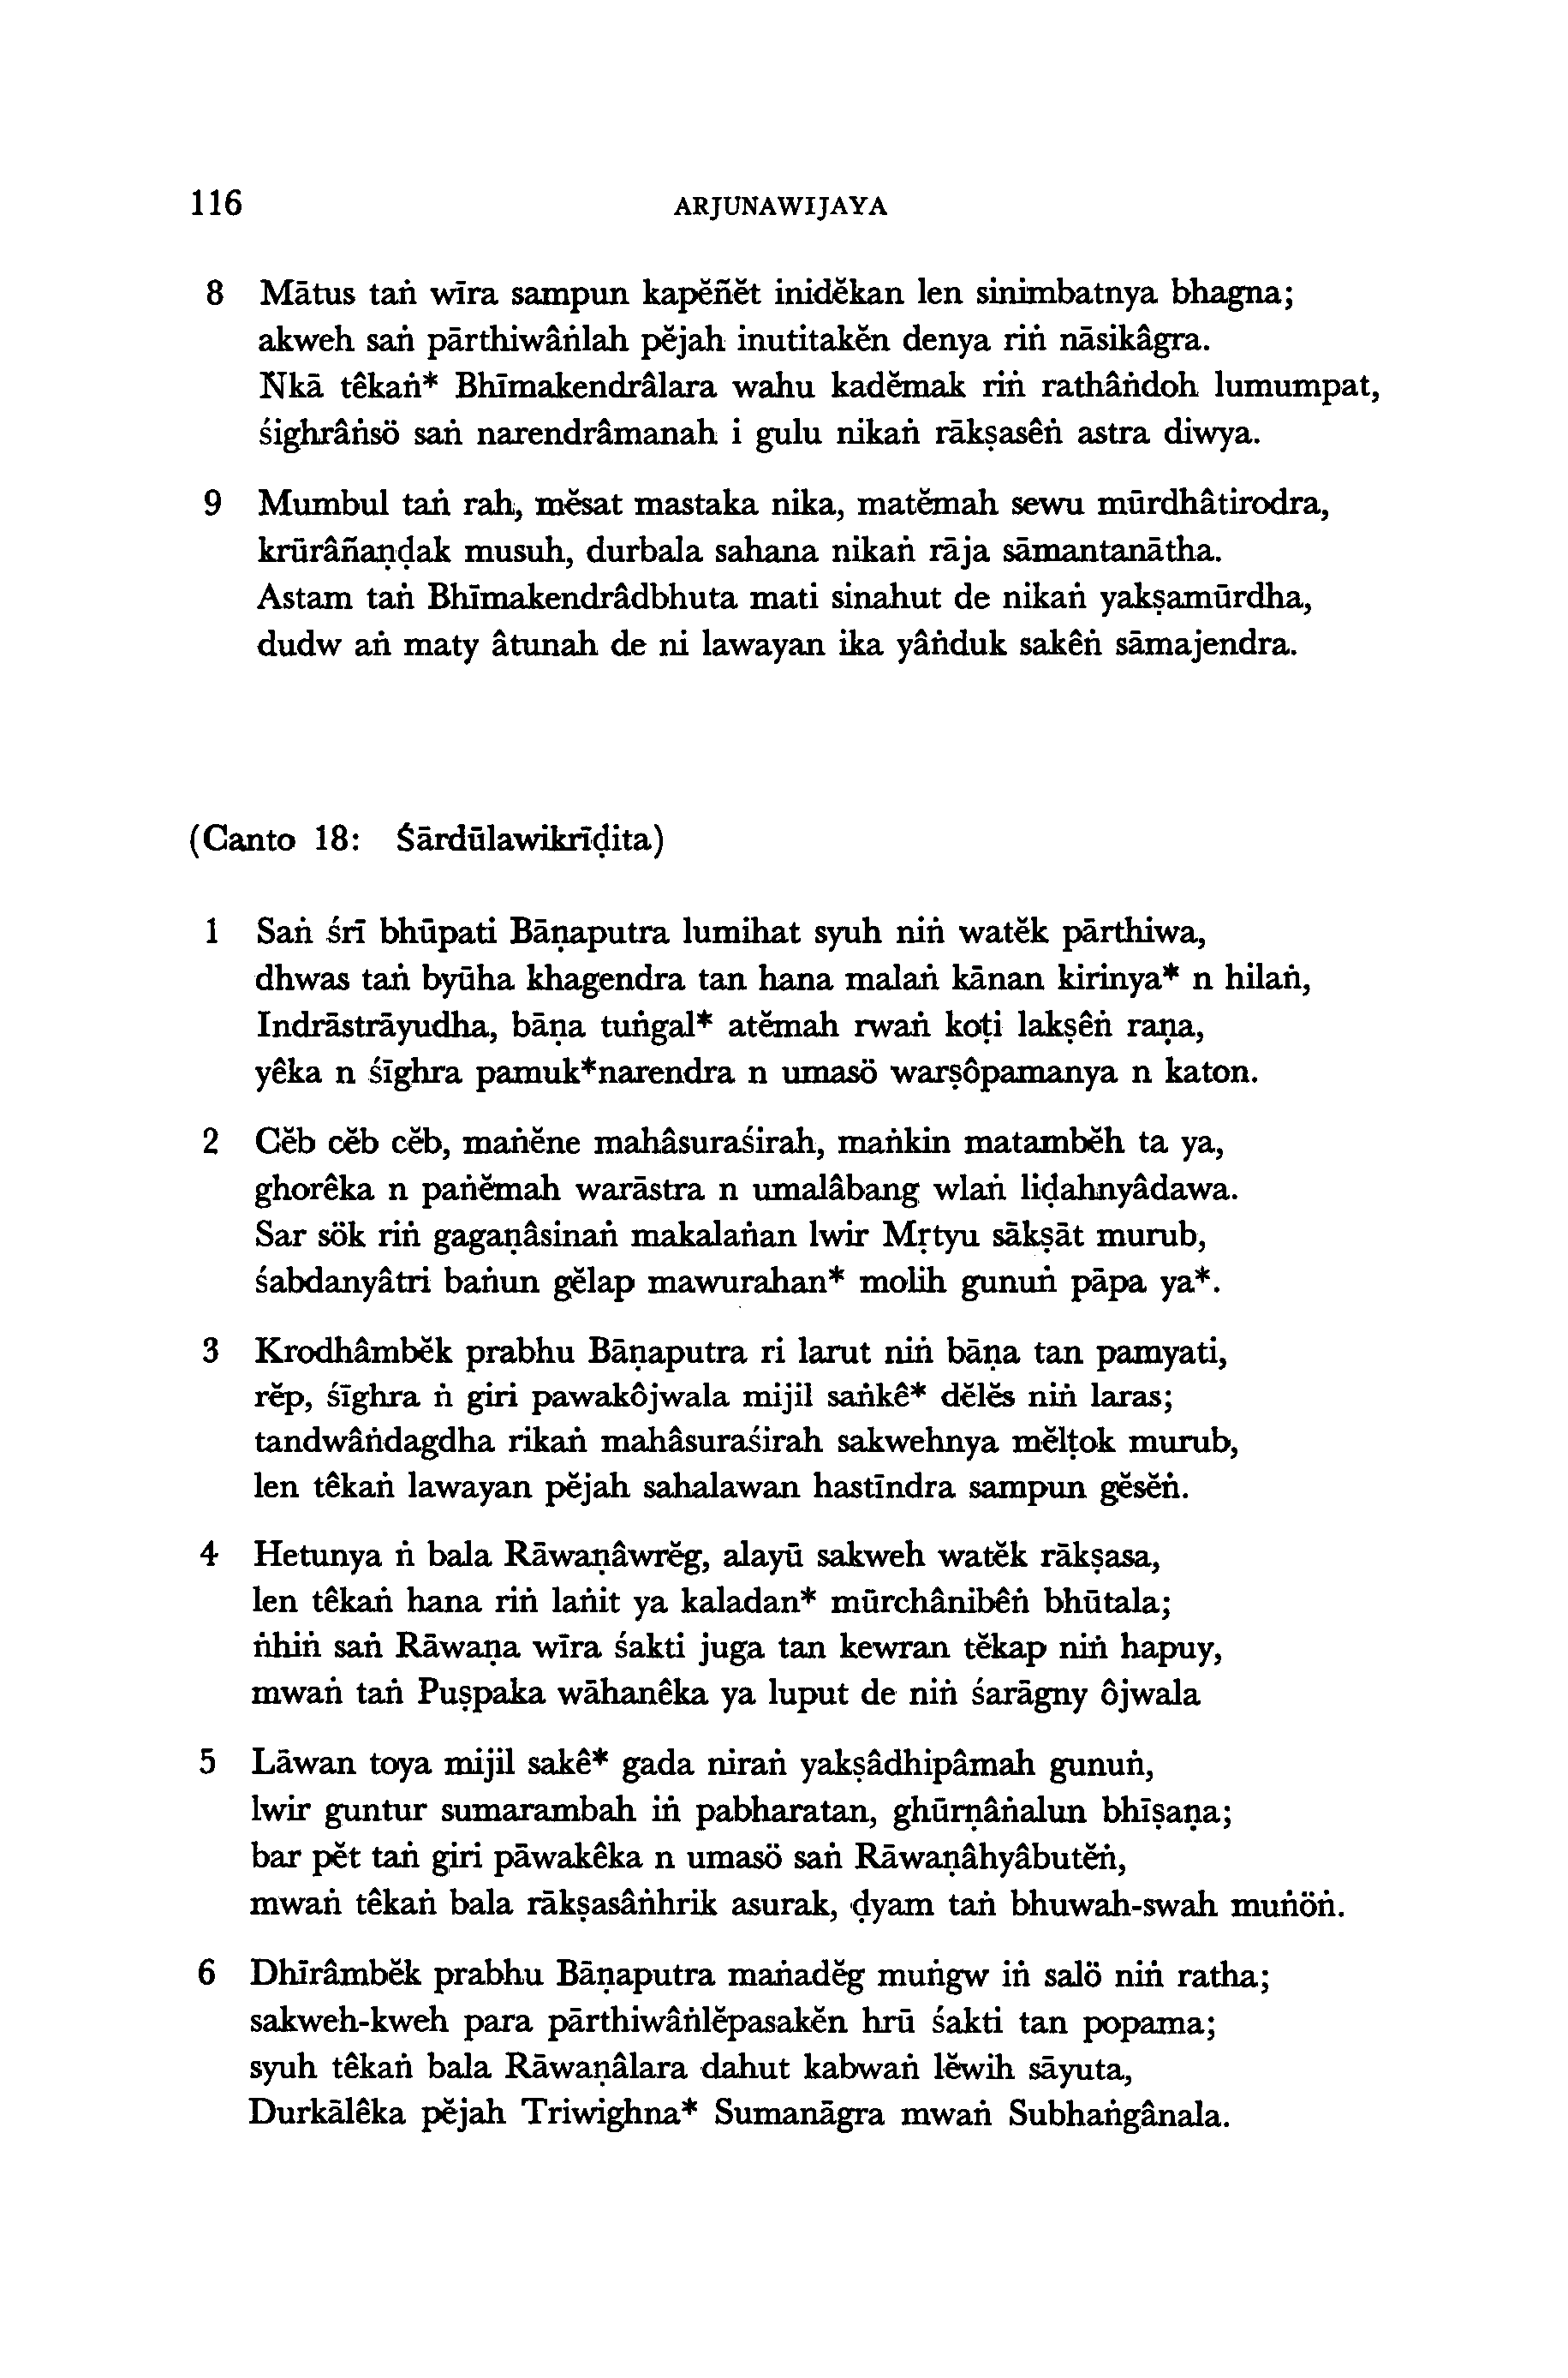 116 ARJUNAWIJAYA
8 Mātus taṅ wīra sampun kapĕñĕt inidĕkan len sinimbatnya bhagna;
akweh saṅ pārthiwâṅlah pĕjah inutitakĕn denya riṅ nāsikâgra.
Ṅkā têkaṅ* Bhīmakendrâlara wahu kadĕmak riṅ rathâṅdoh lumumpat,
śighrâṅsö saṅ narendrâmanah i gulu nikaṅ rākṣasêṅ astra diwya.
9 Mumbul taṅ rah, mĕsat mastaka nika, matĕmah sewu mūrdhâtirodra,
krūrâñaṇḍak musuh, durbala sahana nikaṅ rāja sāmantanātha.
Astam taṅ Bhīmakendrâdbhuta mati sinahut de nikaṅ yakṣamūrdha,
dudw aṅ maty âtunah de ni lawayan ika yâṅduk sakêṅ sāmajendra.
(Canto 18: Śārdūlawikrīḍita)
1 Saṅ śrī bhūpati Bāṇaputra lumihat syuh niṅ watĕk pārthiwa,
dhwas taṅ byūha khagendra tan hana malaṅ kānan kirinya* n hilaṅ,
Indrāstrāyudha, bāṇa tuṅgal* atĕmah rwaṅ koṭi lakṣêṅ raṇa,
yêka n śīghra pamuk*narendra n umasö warṣôpamanya n katon.
2 Cĕb cĕb cĕb, maṅĕne mahâsuraśirah, maṅkin matambĕh ta ya,
ghorêka n paṅĕmah warāstra n umalâbang wlaṅ liḍahnyâdawa.
Sar sök riṅ gagaṇâsinaṅ makalaṅan lwir Mṛtyu sākṣāt murub,
śabdanyâtri baṅun gĕlap mawurahan* molih gunuṅ pāpa ya*.
3 Krodhâmbĕk prabhu Bāṇaputra ri larut niṅ bāṇa tan pamyati,
rĕp, śīghra ṅ giri pawakôjwala mijil saṅkê* dĕlĕs niṅ laras;
tandwâṅdagdha rikaṅ mahâsuraśirah sakwehnya mĕlṭok murub,
len têkaṅ lawayan pĕjah sahalawan hastīndra sampun gĕsĕṅ.
4 Hetunya ṅ bala Rāwaṇâwrĕg, alayū sakweh watĕk rākṣasa,
len têkaṅ hana riṅ laṅit ya kaladan* mūrchânibêṅ bhūtala;
ṅhiṅ saṅ Rāwaṇa wīra śakti juga tan kewran tĕkap niṅ hapuy,
mwaṅ taṅ Puṣpaka wāhanêka ya luput de niṅ śarāgny ôjwala
5 Lāwan toya mijil sakê* gada niraṅ yakṣâdhipâmah gunuṅ,
lwir guntur sumarambah iṅ pabharatan, ghūrṇâṅalun bhīṣaṇa;
bar pĕt taṅ giri pāwakêka n umasö saṅ Rāwaṇâhyâbutĕṅ,
mwaṅ têkaṅ bala rākṣasâṅhrik asurak, ḍyam taṅ bhuwah-swah muṅöṅ.
6 Dhīrâmbĕk prabhu Bāṇaputra maṅadĕg muṅgw iṅ salö niṅ ratha;
sakweh-kweh para pārthiwâṅlĕpasakĕn hrū śakti tan popama;
syuh têkaṅ bala Rāwaṇâlara dahut kabwaṅ lĕwih sāyuta,
Durkālêka pĕjah Triwighna* Sumanāgra mwaṅ Subhaṅgânala.